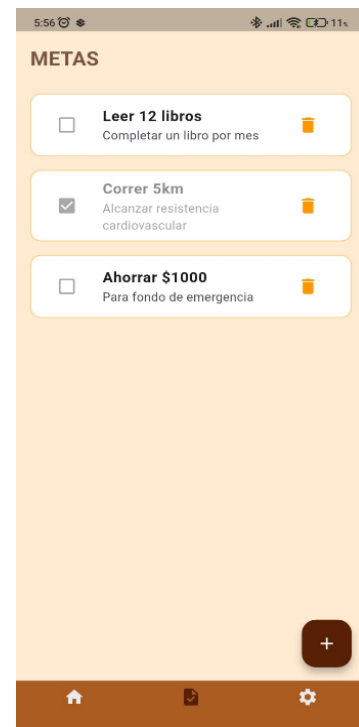 5:56 11%
METAS
Leer 12 libros
Completar un libro por mes
Correr 5km
Alcanzar resistencia
cardiovascular
Ahorrar $1000
Para fondo de emergencia
+